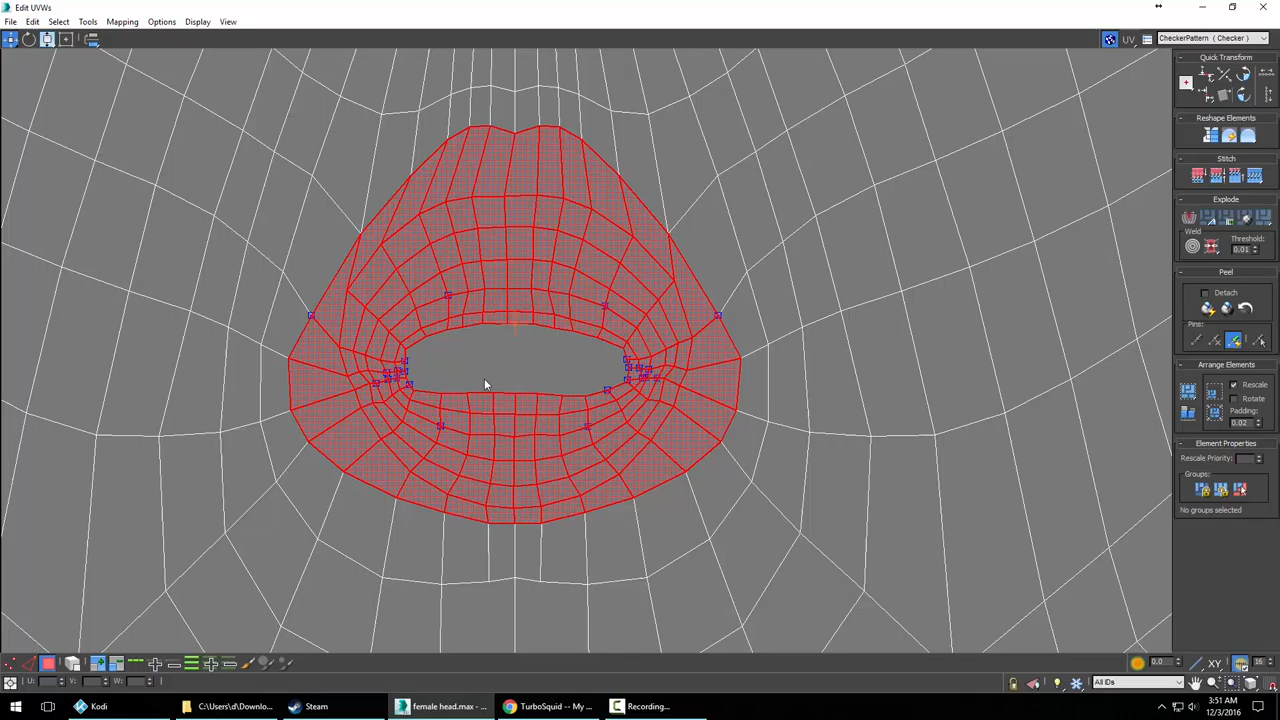 Edit UVWs
File Edit Select Tools Mapping Options Display View
UV CheckerPattern ( Checker )
Quick Transform
Reshape Elements
Stitch
Explode
Weld
Threshold:
0.01
Peel
Detach
Pins:
Arrange Elements
Rescale
Rotate
Padding:
0.02
Element Properties
Rescale Priority:
Groups:
No groups selected
0.0 XY 16
U: V: W: All IDs
Kodi C:\Users\d\Downlo... Steam female head.max - ... TurboSquid -- My ... Recording...
3:51 AM
12/3/2016